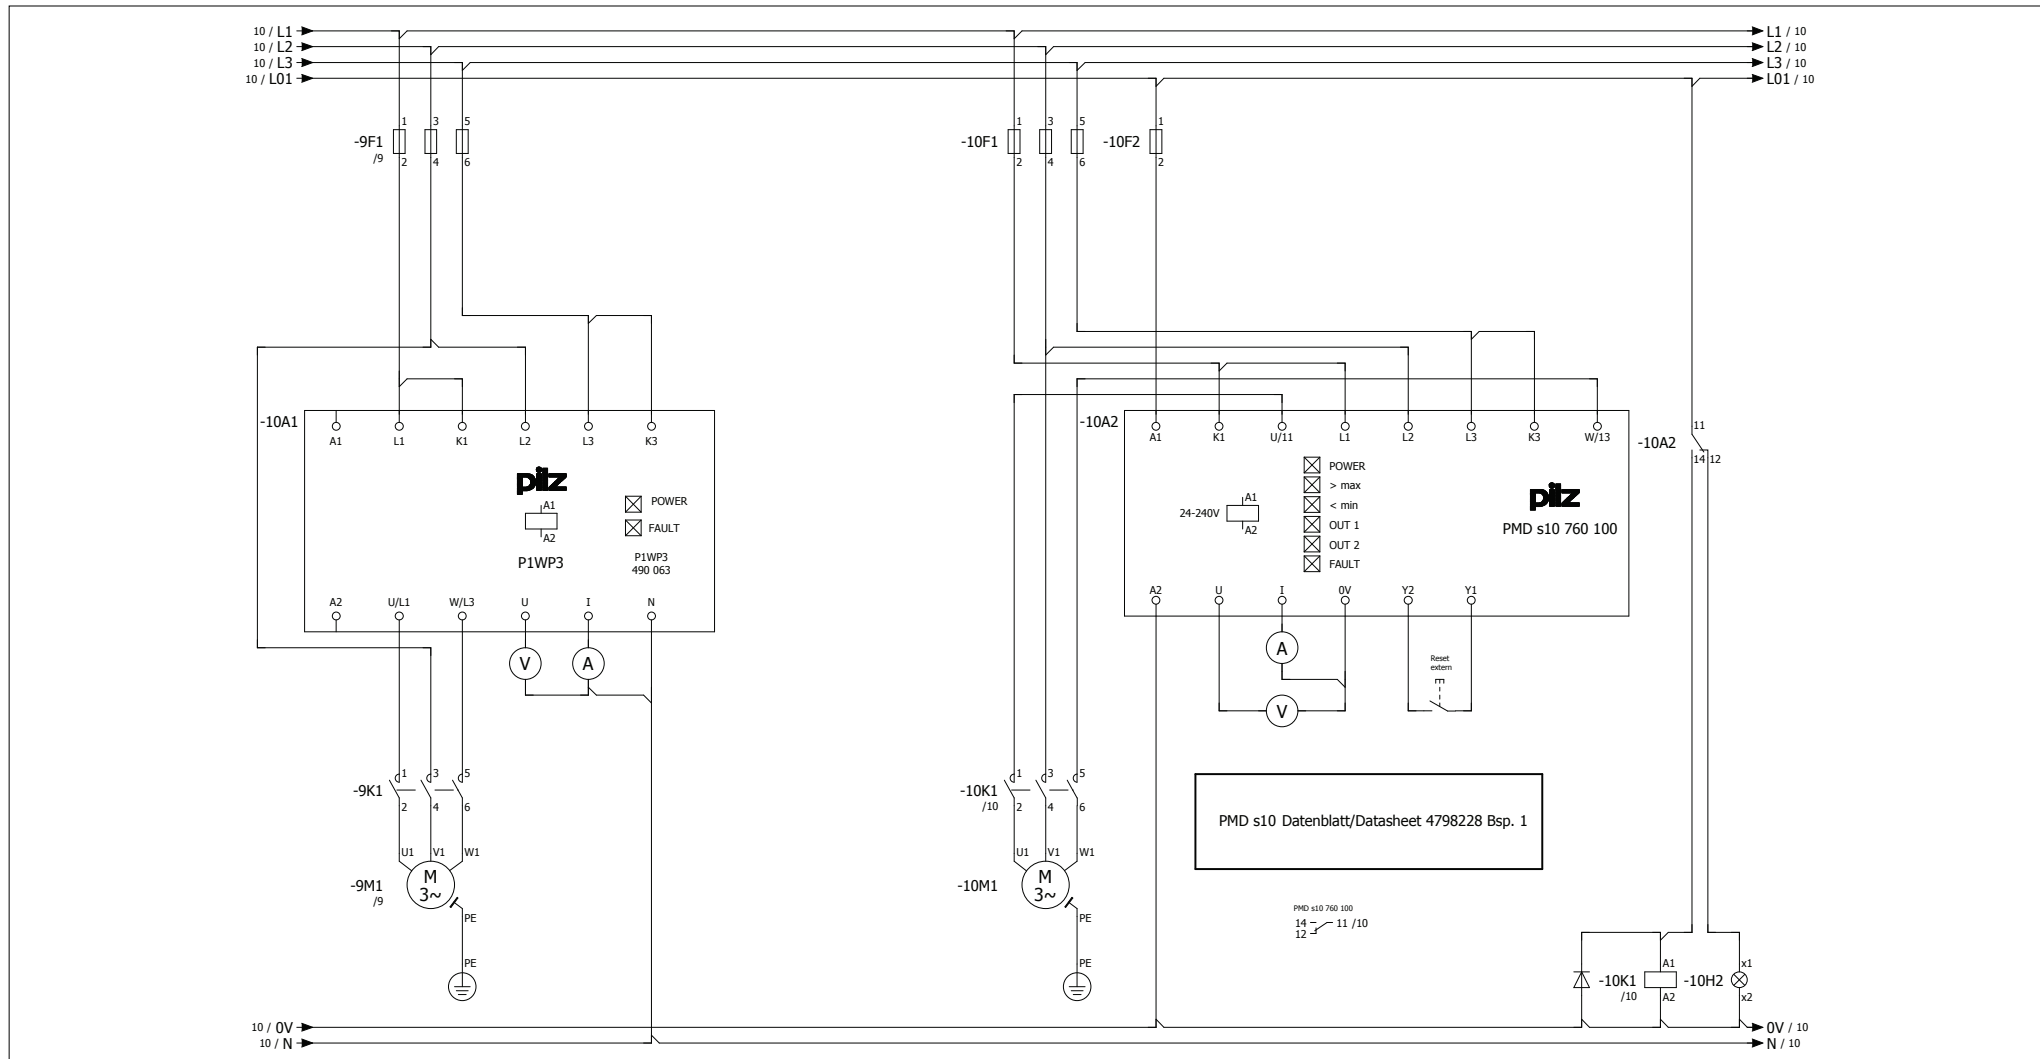 10 / L1
L1 / 10
10 / L2
L2 / 10
10 / L3
L3 / 10
10 / L01
L01 / 10
-9F1
/9
1 3 5
2 4 6
-10F1
1 3 5
2 4 6
-10F2
1
2
-10A1
A1 L1 K1 L2 L3 K3
pilz
A1
A2
P1WP3
POWER
FAULT
P1WP3
490 063
A2 U/L1 W/L3 U I N
V A
-10A2
A1 K1 U/11 L1 L2 L3 K3 W/13
24-240V
A1
A2
POWER
> max
< min
OUT 1
OUT 2
FAULT
pilz
PMD s10 760 100
A2 U I 0V Y2 Y1
A
V
Reset
extern
-10A2
11
14 12
-9K1
1 3 5
2 4 6
U1 V1 W1
-9M1
/9
M
3~
PE
PE
-10K1
/10
1 3 5
2 4 6
U1 V1 W1
-10M1
M
3~
PE
PE
PMD s10 Datenblatt/Datasheet 4798228 Bsp. 1
PMD s10 760 100
14 11 /10
12
-10K1
/10
A1
A2
-10H2
x1
x2
10 / 0V
0V / 10
10 / N
N / 10